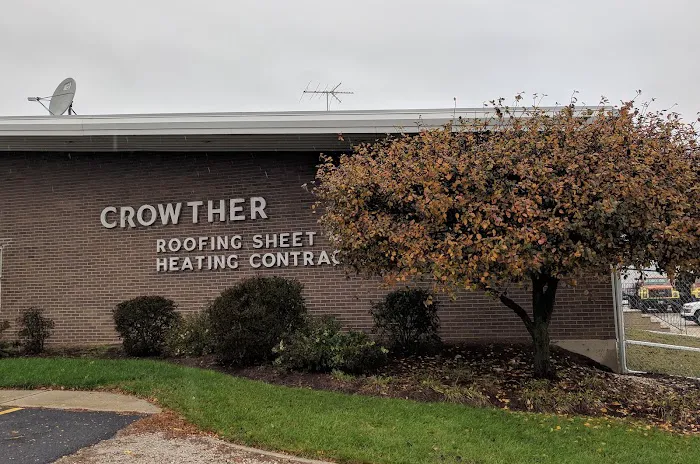 CROWTHER
ROOFING SHEET
HEATING CONTRAC